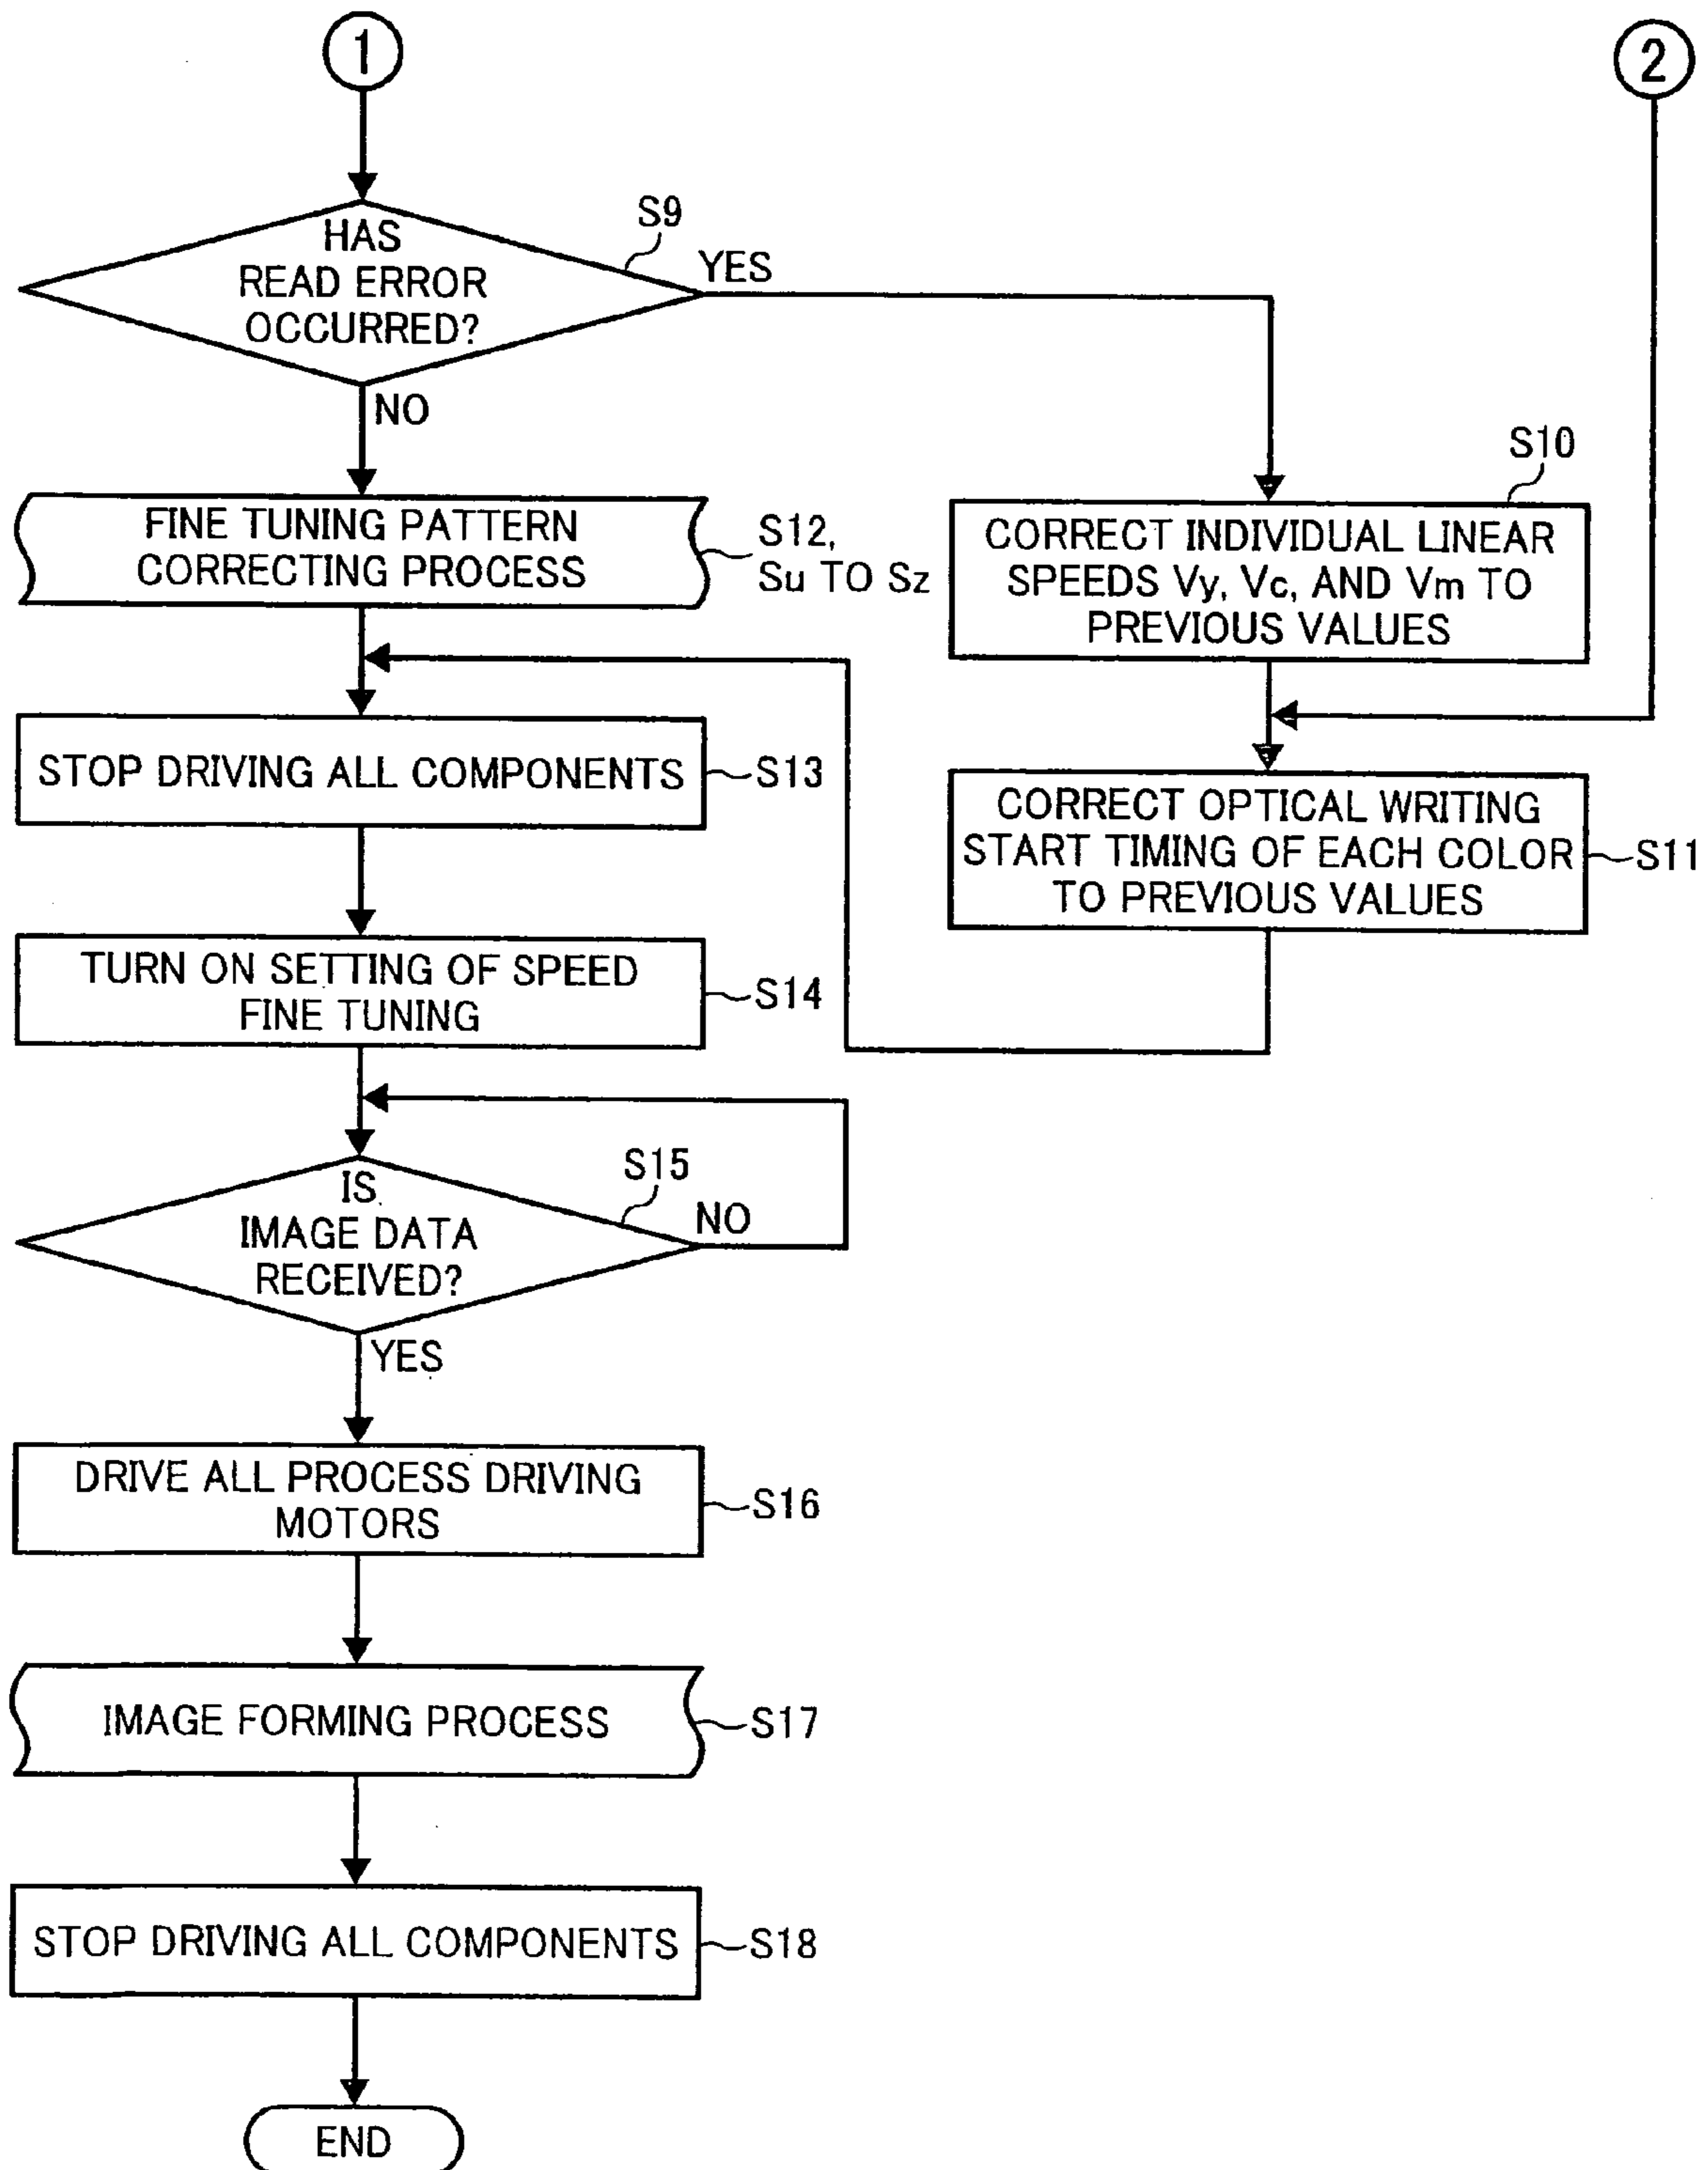 1
2
HAS
READ ERROR
OCCURRED?
S9
YES
NO
S10
CORRECT INDIVIDUAL LINEAR
SPEEDS Vy, Vc, AND Vm TO
PREVIOUS VALUES
FINE TUNING PATTERN
CORRECTING PROCESS
S12,
Su TO Sz
STOP DRIVING ALL COMPONENTS
S13
CORRECT OPTICAL WRITING
START TIMING OF EACH COLOR
TO PREVIOUS VALUES
S11
TURN ON SETTING OF SPEED
FINE TUNING
S14
IS
IMAGE DATA
RECEIVED?
S15
NO
YES
DRIVE ALL PROCESS DRIVING
MOTORS
S16
IMAGE FORMING PROCESS
S17
STOP DRIVING ALL COMPONENTS
S18
END